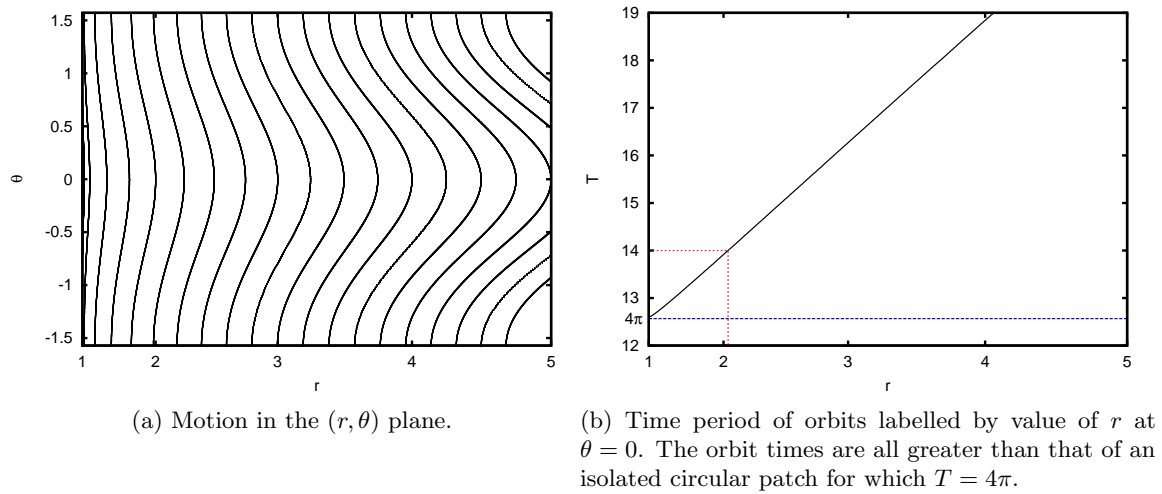 1.5
1
0.5
0
-0.5
-1
-1.5
θ
1 2 3 4 5
r
(a) Motion in the (r, θ) plane.
19
18
17
16
15
14
13
4π
12
T
1 2 3 4 5
r
(b) Time period of orbits labelled by value of r at
θ = 0. The orbit times are all greater than that of an
isolated circular patch for which T = 4π.